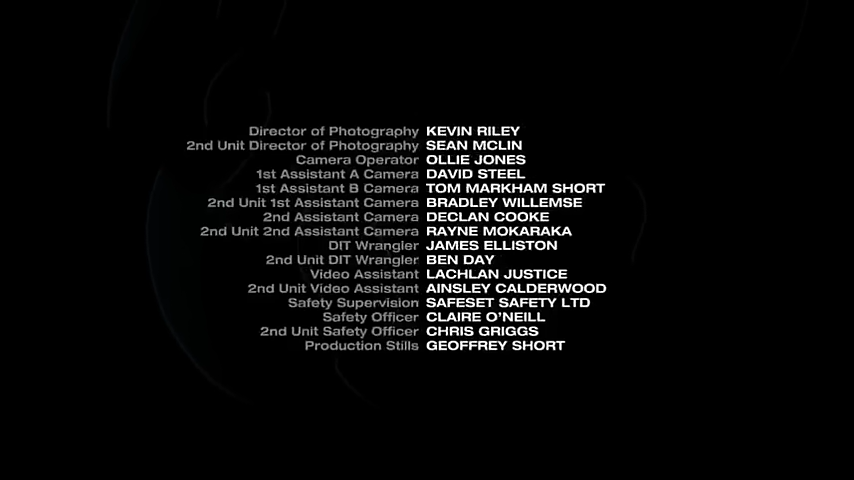 Director of Photography KEVIN RILEY
2nd Unit Director of Photography SEAN MCLIN
Camera Operator OLLIE JONES
1st Assistant A Camera DAVID STEEL
1st Assistant B Camera TOM MARKHAM SHORT
2nd Unit 1st Assistant Camera BRADLEY WILLEMSE
2nd Assistant Camera DECLAN COOKE
2nd Unit 2nd Assistant Camera RAYNE MOKARAKA
DIT Wrangler JAMES ELLISTON
2nd Unit DIT Wrangler BEN DAY
Video Assistant LACHLAN JUSTICE
2nd Unit Video Assistant AINSLEY CALDERWOOD
Safety Supervision SAFESET SAFETY LTD
Safety Officer CLAIRE O'NEILL
2nd Unit Safety Officer CHRIS GRIGGS
Production Stills GEOFFREY SHORT